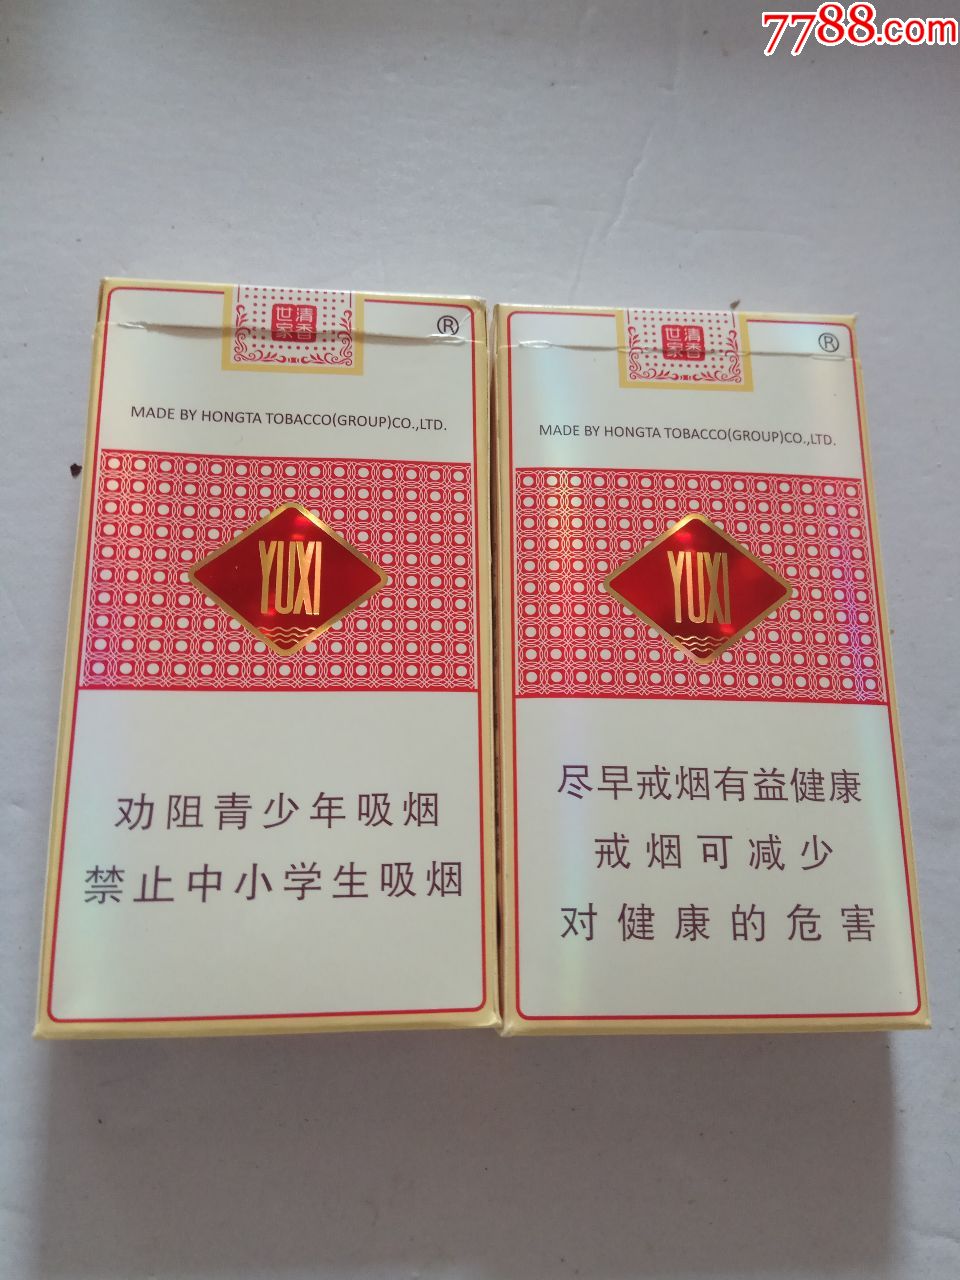 7788.com
清香
世家
®
MADE BY HONGTA TOBACCO(GROUP)CO.,LTD.
YUXI
劝阻青少年吸烟
禁止中小学生吸烟
清香
世家
®
MADE BY HONGTA TOBACCO(GROUP)CO.,LTD.
YUXI
尽早戒烟有益健康
戒烟可减少
对健康的危害